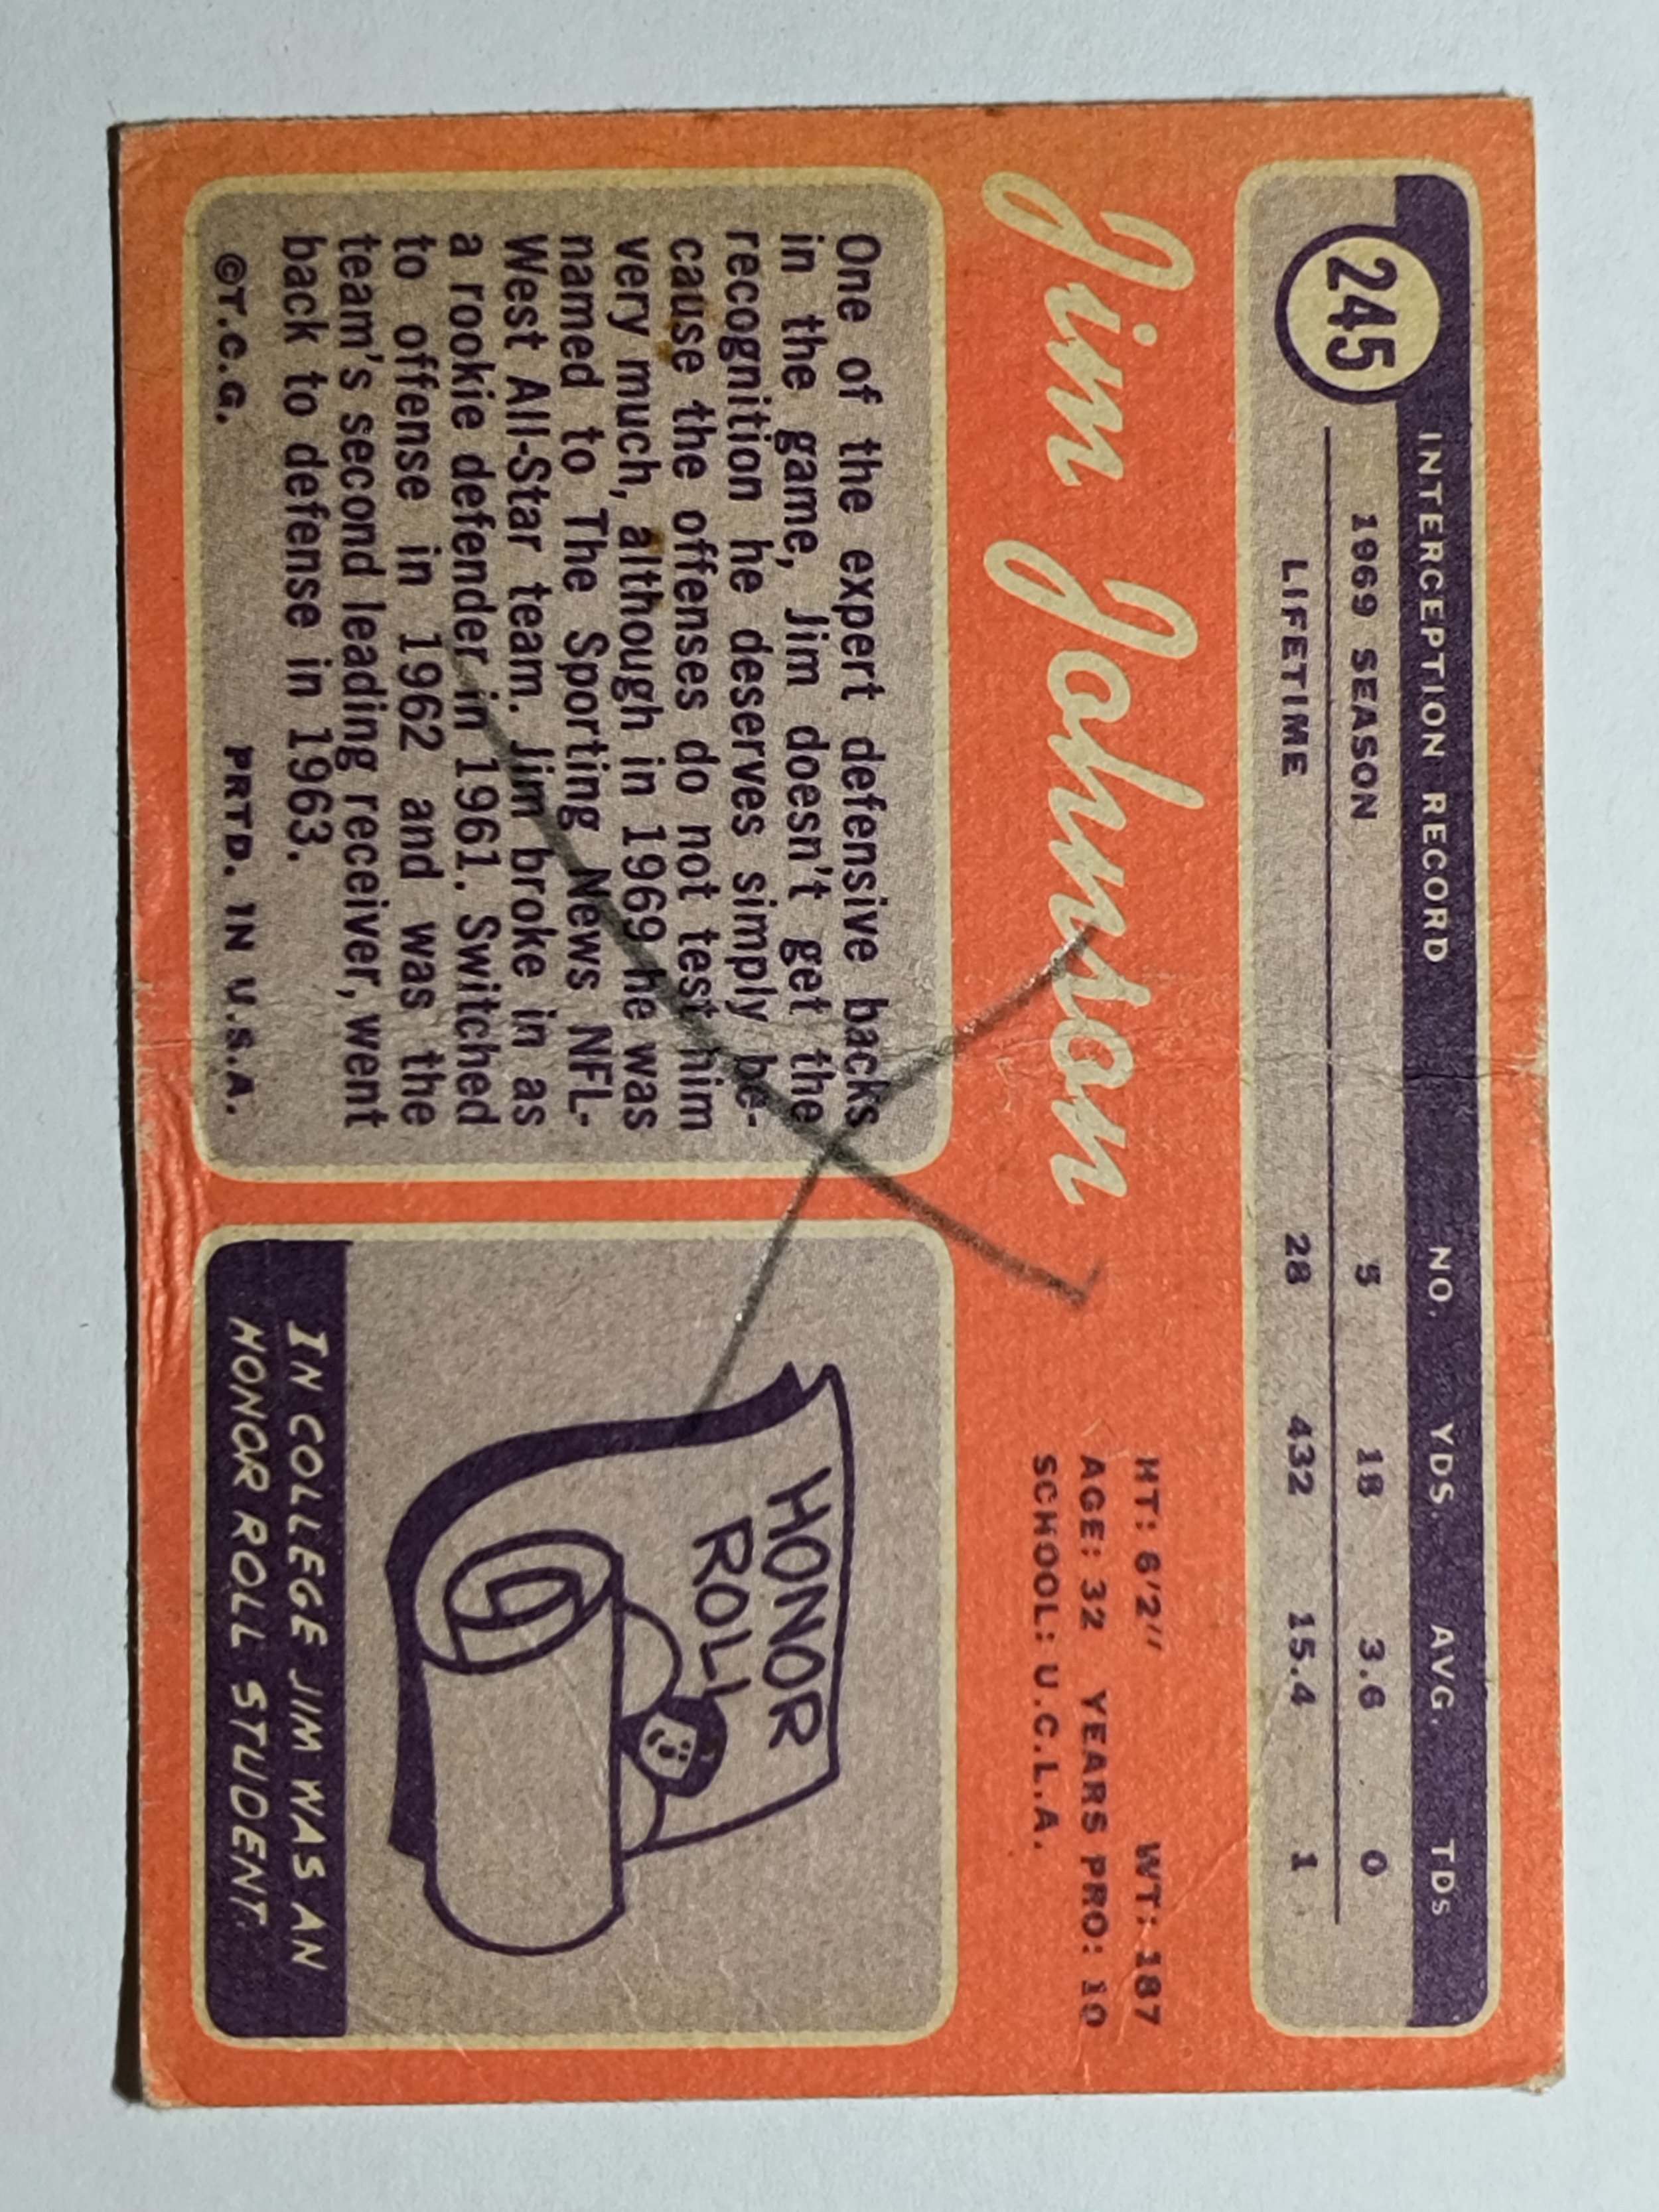 245
INTERCEPTION RECORD NO. YDS. AVG. TDS
1969 SEASON 5 18 3.6 0
LIFETIME 28 432 15.4 1
Jim Johnson
HT: 6'2" WT: 187
AGE: 32 YEARS PRO: 10
SCHOOL: U.C.L.A.
One of the expert defensive backs
in the game, Jim doesn't get the
recognition he deserves simply be-
cause the offenses do not test him
very much, although in 1969 he was
named to The Sporting News NFL-
West All-Star team. Jim broke in as
a rookie defender in 1961. Switched
to offense in 1962 and was the
team's second leading receiver, went
back to defense in 1963.
©T.C.G. PRTD. IN U.S.A.
HONOR
ROLL
IN COLLEGE JIM WAS AN
HONOR ROLL STUDENT.